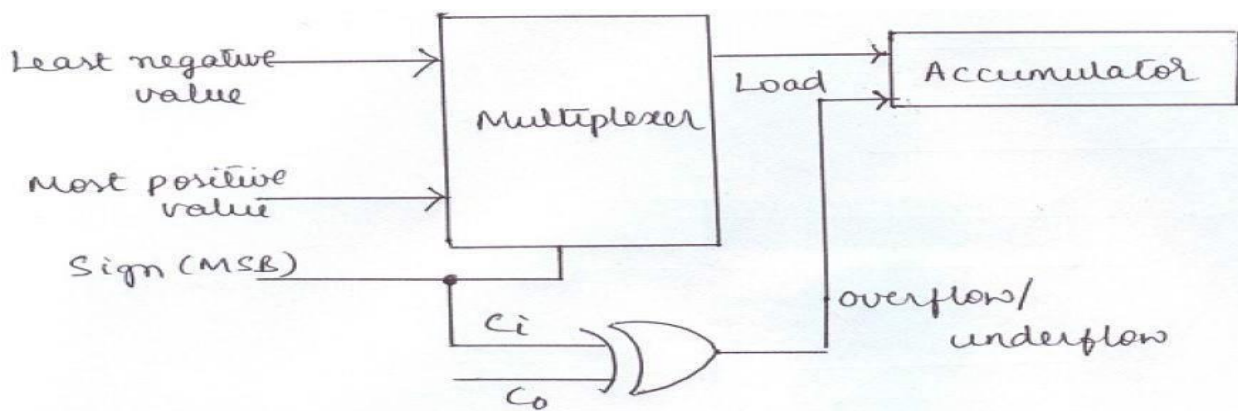 Least negative
value
Multiplexer
Load
Accumulator
Most positive
value
Sign (MSB)
Ci
Co
overflow/
underflow